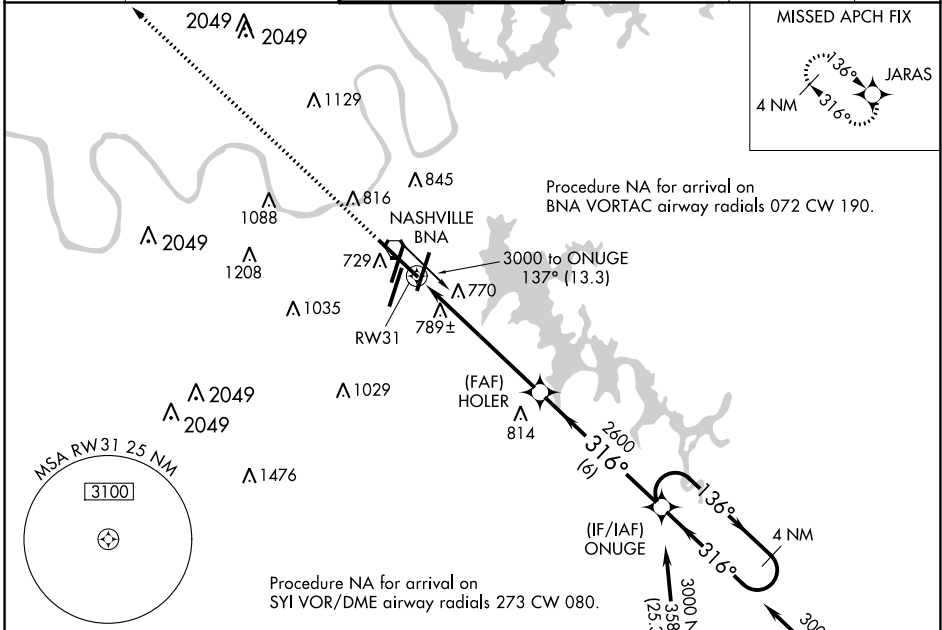 2049
2049
MISSED APCH FIX
136°
JARAS
4 NM
316°
1129
845
816
1088
Procedure NA for arrival on
BNA VORTAC airway radials 072 CW 190.
NASHVILLE
BNA
2049
1208
729
3000 to ONUGE
137° (13.3)
770
1035
789±
RW31
(FAF)
HOLER
1029
2049
2049
814
2600
316°
(6)
MSA RW31 25 NM
3100
1476
136°
(IF/IAF)
ONUGE
4 NM
316°
Procedure NA for arrival on
SYI VOR/DME airway radials 273 CW 080.
3000 N
358
(25.
300